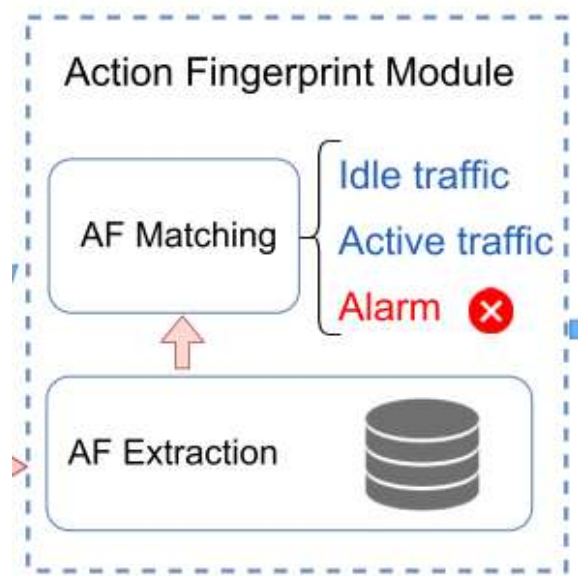 Action Fingerprint Module
AF Matching
Idle traffic
Active traffic
Alarm
AF Extraction